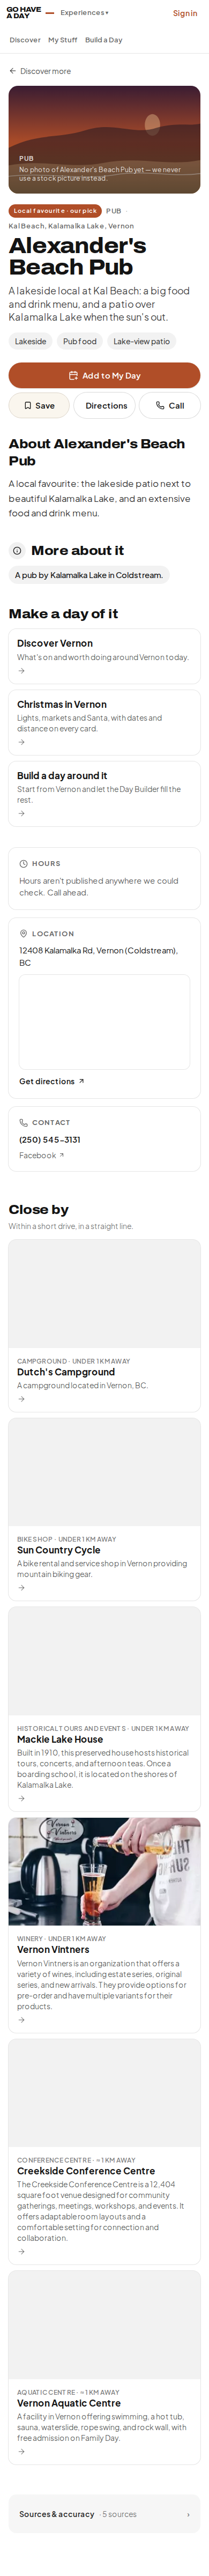 GO HAVE
A DAY
Experiences ▾
Sign in
Discover My Stuff Build a Day
← Discover more
PUB
No photo of Alexander's Beach Pub yet — we never
use a stock picture instead.
Local favourite · our pick PUB ·
Kal Beach, Kalamalka Lake, Vernon
Alexander's
Beach Pub
A lakeside local at Kal Beach: a big food
and drink menu, and a patio over
Kalamalka Lake when the sun's out.
Lakeside Pub food Lake-view patio
Add to My Day
Save Directions Call
About Alexander's Beach
Pub
A local favourite: the lakeside patio next to
beautiful Kalamalka Lake, and an extensive
food and drink menu.
More about it
A pub by Kalamalka Lake in Coldstream.
Make a day of it
Discover Vernon
What's on and worth doing around Vernon today.
→
Christmas in Vernon
Lights, markets and Santa, with dates and
distance on every card.
→
Build a day around it
Start from Vernon and let the Day Builder fill the
rest.
→
HOURS
Hours aren't published anywhere we could
check. Call ahead.
LOCATION
12408 Kalamalka Rd, Vernon (Coldstream),
BC
Get directions ↗
CONTACT
(250) 545-3131
Facebook ↗
Close by
Within a short drive, in a straight line.
CAMPGROUND · UNDER 1 KM AWAY
Dutch's Campground
A campground located in Vernon, BC.
→
BIKE SHOP · UNDER 1 KM AWAY
Sun Country Cycle
A bike rental and service shop in Vernon providing
mountain biking gear.
→
HISTORICAL TOURS AND EVENTS · UNDER 1 KM AWAY
Mackie Lake House
Built in 1910, this preserved house hosts historical
tours, concerts, and afternoon teas. Once a
boarding school, it is located on the shores of
Kalamalka Lake.
→
Vernon
Vintners
WINERY · UNDER 1 KM AWAY
Vernon Vintners
Vernon Vintners is an organization that offers a
variety of wines, including estate series, original
series, and new arrivals. They provide options for
pre-order and have multiple variants for their
products.
→
CONFERENCE CENTRE · ≈ 1 KM AWAY
Creekside Conference Centre
The Creekside Conference Centre is a 12,404
square foot venue designed for community
gatherings, meetings, workshops, and events. It
offers adaptable room layouts and a
comfortable setting for connection and
collaboration.
→
AQUATIC CENTRE · ≈ 1 KM AWAY
Vernon Aquatic Centre
A facility in Vernon offering swimming, a hot tub,
sauna, waterslide, rope swing, and rock wall, with
free admission on Family Day.
→
Sources & accuracy · 5 sources ›